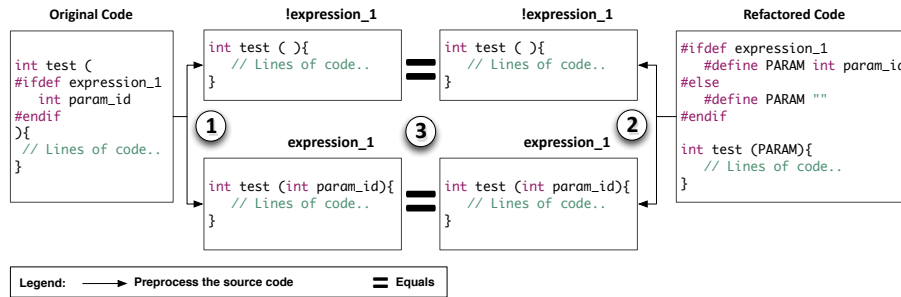 Original Code
!expression_1
!expression_1
Refactored Code
int test (
#ifdef expression_1
int param_id
#endif
){
// Lines of code..
}
int test ( ){
// Lines of code..
}
int test ( ){
// Lines of code..
}
#ifdef expression_1
#define PARAM int param_id
#else
#define PARAM ""
#endif
int test (PARAM){
// Lines of code..
}
1
3
2
expression_1
expression_1
int test (int param_id){
// Lines of code..
}
int test (int param_id){
// Lines of code..
}
Legend: Preprocess the source code Equals